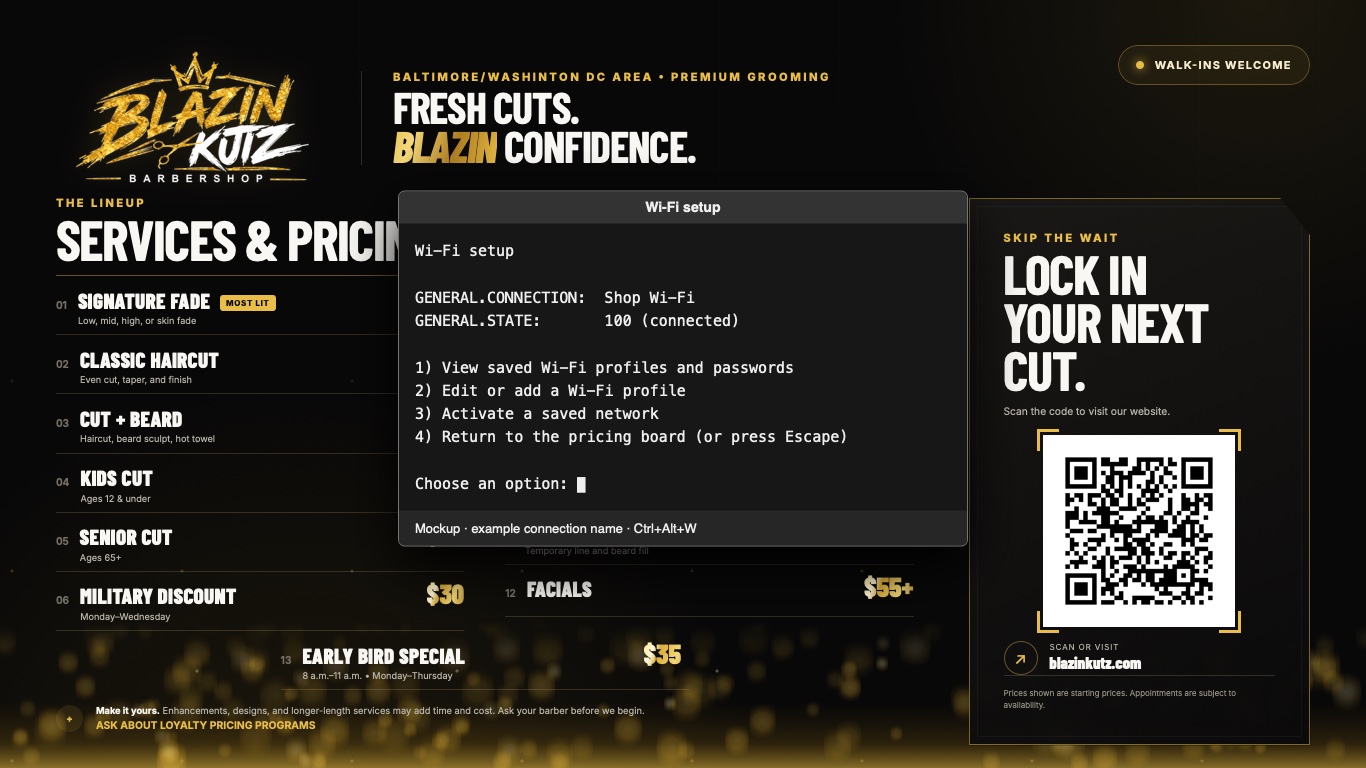 BLAZIN
KUTZ
BARBERSHOP
BALTIMORE/WASHINTON DC AREA • PREMIUM GROOMING
FRESH CUTS.
BLAZIN CONFIDENCE.
WALK-INS WELCOME
THE LINEUP
SERVICES &
01 SIGNATURE FADE MOST LIT
Low, mid, high, or skin fade
02 CLASSIC HAIRCUT
Even cut, taper, and finish
03 CUT + BEARD
Haircut, beard sculpt, hot towel
04 KIDS CUT
Ages 12 & under
05 SENIOR CUT
Ages 65+
06 MILITARY DISCOUNT $30
Monday–Wednesday
Wi-Fi setup
Wi-Fi setup
GENERAL.CONNECTION: Shop Wi-Fi
GENERAL.STATE: 100 (connected)
1) View saved Wi-Fi profiles and passwords
2) Edit or add a Wi-Fi profile
3) Activate a saved network
4) Return to the pricing board (or press Escape)
Choose an option:
Mockup · example connection name · Ctrl+Alt+W
Temporary line and beard fill
12 FACIALS $55+
13 EARLY BIRD SPECIAL $35
8 a.m.–11 a.m. • Monday–Thursday
Make it yours. Enhancements, designs, and longer-length services may add time and cost. Ask your barber before we begin.
ASK ABOUT LOYALTY PRICING PROGRAMS
SKIP THE WAIT
LOCK IN
YOUR NEXT
CUT.
Scan the code to visit our website.
SCAN OR VISIT
blazinkutz.com
Prices shown are starting prices. Appointments are subject to
availability.